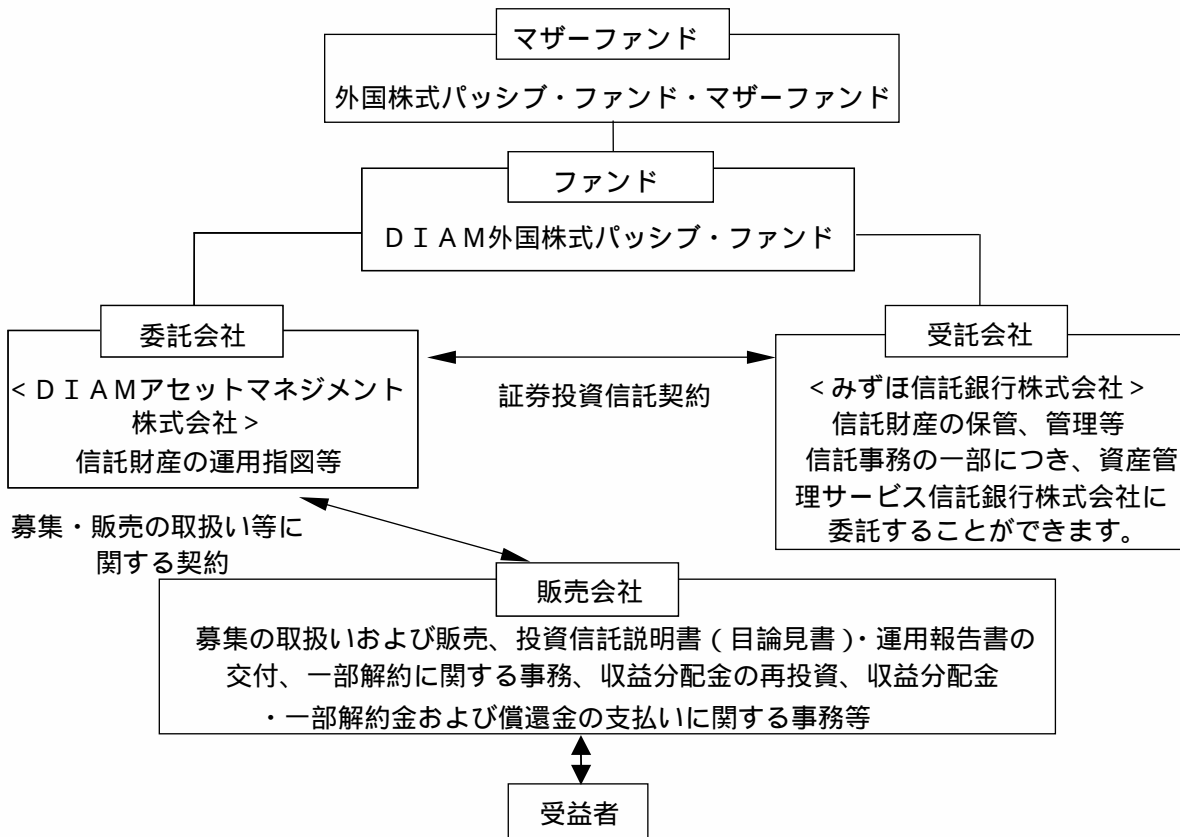 マザーファンド
外国株式パッシブ・ファンド・マザーファンド
ファンド
ＤＩＡＭ外国株式パッシブ・ファンド
委託会社
<ＤＩＡＭアセットマネジメント
株式会社>
信託財産の運用指図等
証券投資信託契約
受託会社
<みずほ信託銀行株式会社>
信託財産の保管、管理等
信託事務の一部につき、資産管
理サービス信託銀行株式会社に
委託することができます。
募集・販売の取扱い等に
関する契約
販売会社
募集の取扱いおよび販売、投資信託説明書(目論見書)・運用報告書の
交付、一部解約に関する事務、収益分配金の再投資、収益分配金
・一部解約金および償還金の支払いに関する事務等
受益者